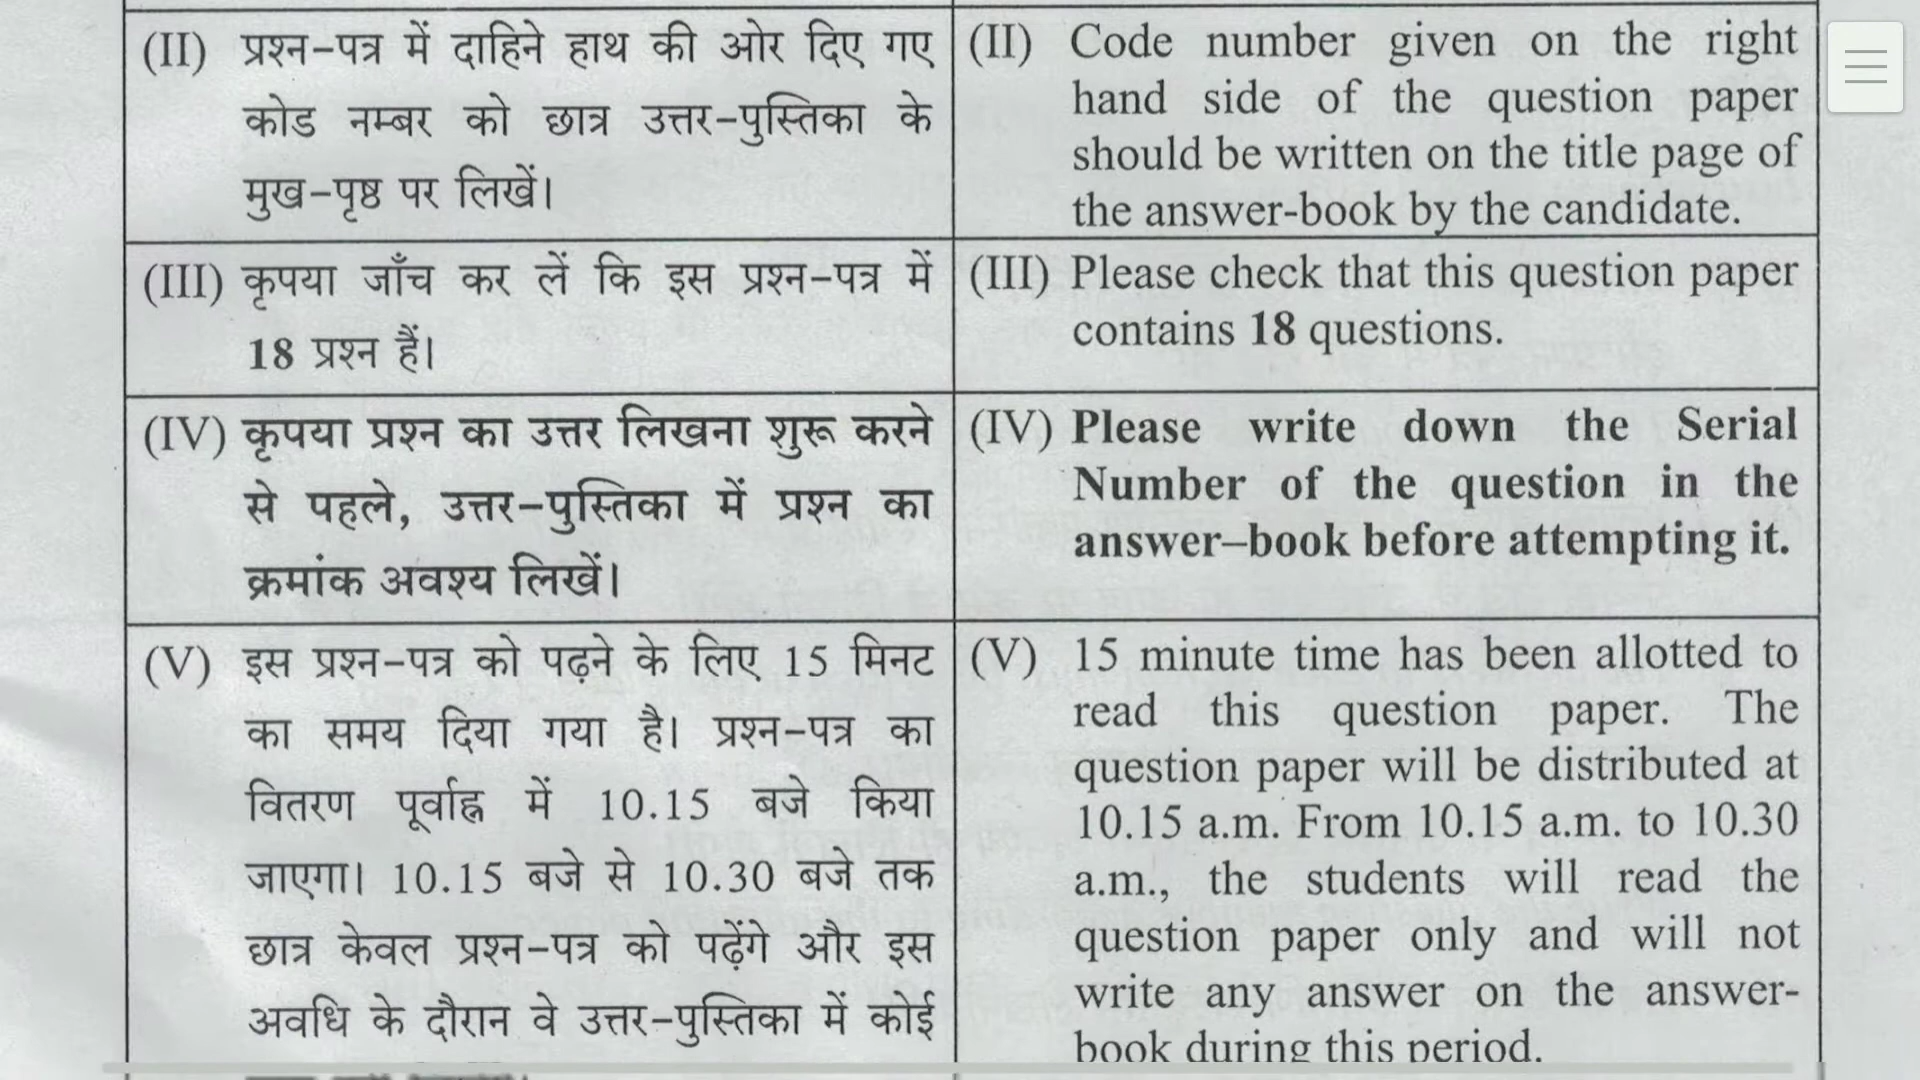 (II) प्रश्न-पत्र में दाहिने हाथ की ओर दिए गए
कोड नम्बर को छात्र उत्तर-पुस्तिका के
मुख-पृष्ठ पर लिखें।
(II) Code number given on the right
hand side of the question paper
should be written on the title page of
the answer-book by the candidate.
(III) कृपया जाँच कर लें कि इस प्रश्न-पत्र में
18 प्रश्न हैं।
(III) Please check that this question paper
contains 18 questions.
(IV) कृपया प्रश्न का उत्तर लिखना शुरू करने
से पहले, उत्तर-पुस्तिका में प्रश्न का
क्रमांक अवश्य लिखें।
(IV) Please write down the Serial
Number of the question in the
answer–book before attempting it.
(V) इस प्रश्न-पत्र को पढ़ने के लिए 15 मिनट
का समय दिया गया है। प्रश्न-पत्र का
वितरण पूर्वाह्न में 10.15 बजे किया
जाएगा। 10.15 बजे से 10.30 बजे तक
छात्र केवल प्रश्न-पत्र को पढ़ेंगे और इस
अवधि के दौरान वे उत्तर-पुस्तिका में कोई
(V) 15 minute time has been allotted to
read this question paper. The
question paper will be distributed at
10.15 a.m. From 10.15 a.m. to 10.30
a.m., the students will read the
question paper only and will not
write any answer on the answer-
book during this period.